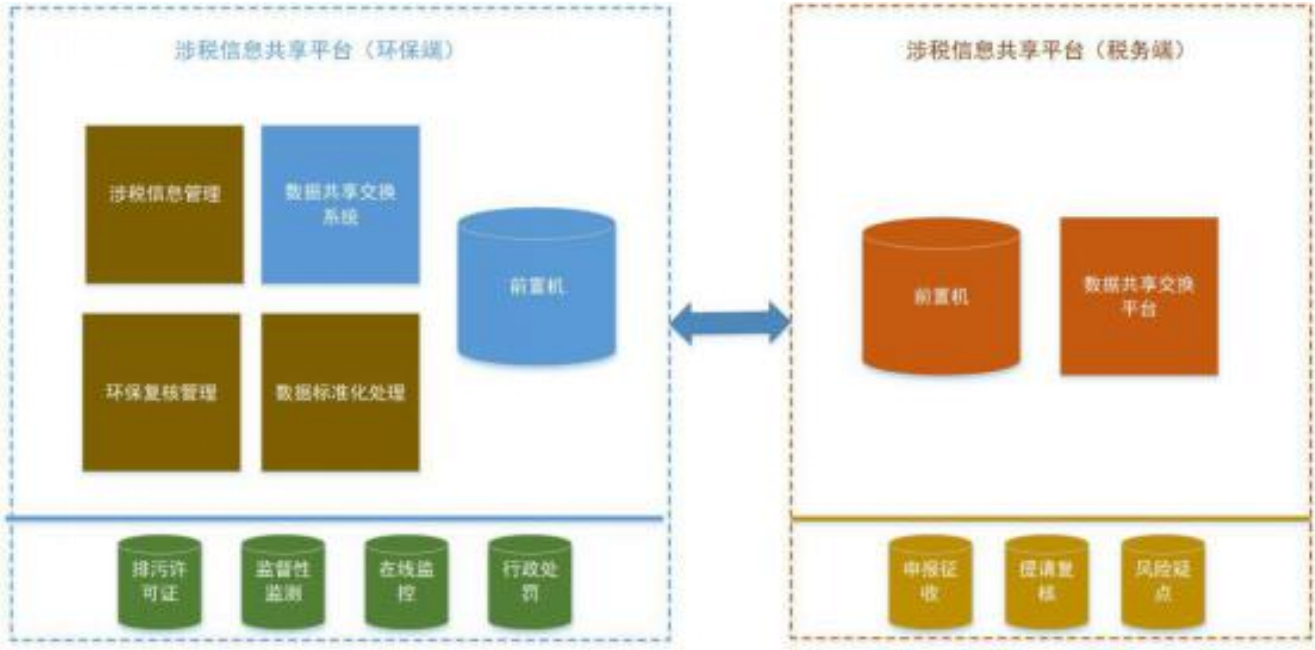 涉税信息共享平台（环保端）
涉税信息管理
数据共享交换
系统
前置机
环保复核管理
数据标准化处理
排污许
可证
监督性
监测
在线监
控
行政处
罚
涉税信息共享平台（税务端）
前置机
数据共享交换
平台
申报征
收
提请复
核
风险疑
点